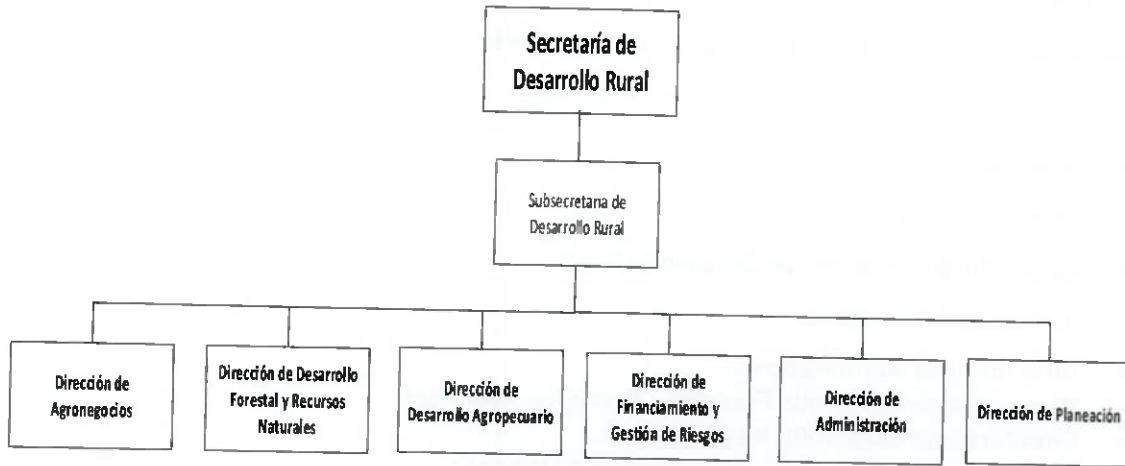 Secretaría de
Desarrollo Rural
Subsecretaria de
Desarrollo Rural
Dirección de
Agronegocios
Dirección de Desarrollo
Forestal y Recursos
Naturales
Dirección de
Desarrollo Agropecuario
Dirección de
Financiamiento y
Gestión de Riesgos
Dirección de
Administración
Dirección de Planeación